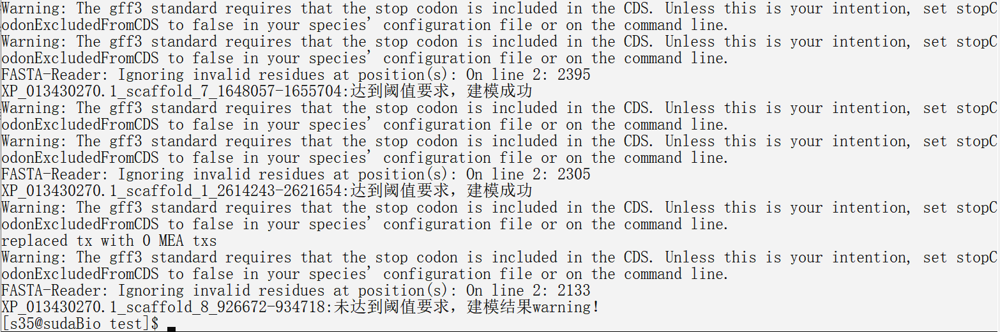 Warning: The gff3 standard requires that the stop codon is included in the CDS. Unless this is your intention, set stopC
odonExcludedFromCDS to false in your species' configuration file or on the command line.
Warning: The gff3 standard requires that the stop codon is included in the CDS. Unless this is your intention, set stopC
odonExcludedFromCDS to false in your species' configuration file or on the command line.
FASTA-Reader: Ignoring invalid residues at position(s): On line 2: 2395
XP_013430270.1_scaffold_7_1648057-1655704:达到阈值要求，建模成功
Warning: The gff3 standard requires that the stop codon is included in the CDS. Unless this is your intention, set stopC
odonExcludedFromCDS to false in your species' configuration file or on the command line.
Warning: The gff3 standard requires that the stop codon is included in the CDS. Unless this is your intention, set stopC
odonExcludedFromCDS to false in your species' configuration file or on the command line.
FASTA-Reader: Ignoring invalid residues at position(s): On line 2: 2305
XP_013430270.1_scaffold_1_2614243-2621654:达到阈值要求，建模成功
Warning: The gff3 standard requires that the stop codon is included in the CDS. Unless this is your intention, set stopC
odonExcludedFromCDS to false in your species' configuration file or on the command line.
replaced tx with 0 MEA txs
Warning: The gff3 standard requires that the stop codon is included in the CDS. Unless this is your intention, set stopC
odonExcludedFromCDS to false in your species' configuration file or on the command line.
FASTA-Reader: Ignoring invalid residues at position(s): On line 2: 2133
XP_013430270.1_scaffold_8_926672-934718:未达到阈值要求，建模结果warning!
[s35@sudaBio test]$